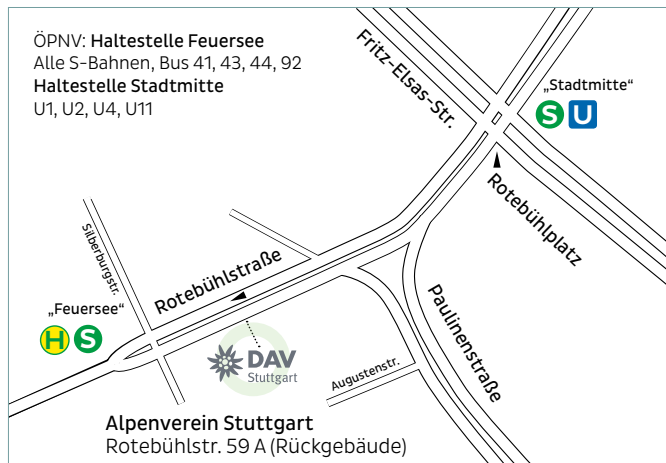 ÖPNV: Haltestelle Feuersee
Alle S-Bahnen, Bus 41, 43, 44, 92
Haltestelle Stadtmitte
U1, U2, U4, U11
Fritz-Elsas-Str.
„Stadtmitte“
S U
Rotebühlplatz
Silberburgstr.
Rotebühlstraße
„Feuersee“
H S
Paulinenstraße
DAV
Stuttgart
Augustenstr.
Alpenverein Stuttgart
Rotebühlstr. 59 A (Rückgebäude)